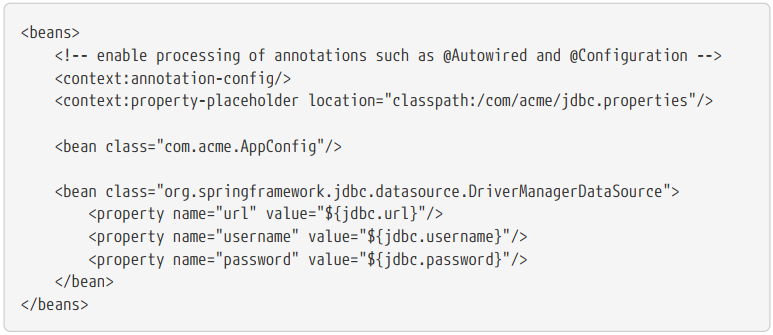 <beans>
    <!-- enable processing of annotations such as @Autowired and @Configuration -->
    <context:annotation-config/>
    <context:property-placeholder location="classpath:/com/acme/jdbc.properties"/>

    <bean class="com.acme.AppConfig"/>

    <bean class="org.springframework.jdbc.datasource.DriverManagerDataSource">
        <property name="url" value="${jdbc.url}"/>
        <property name="username" value="${jdbc.username}"/>
        <property name="password" value="${jdbc.password}"/>
    </bean>
</beans>